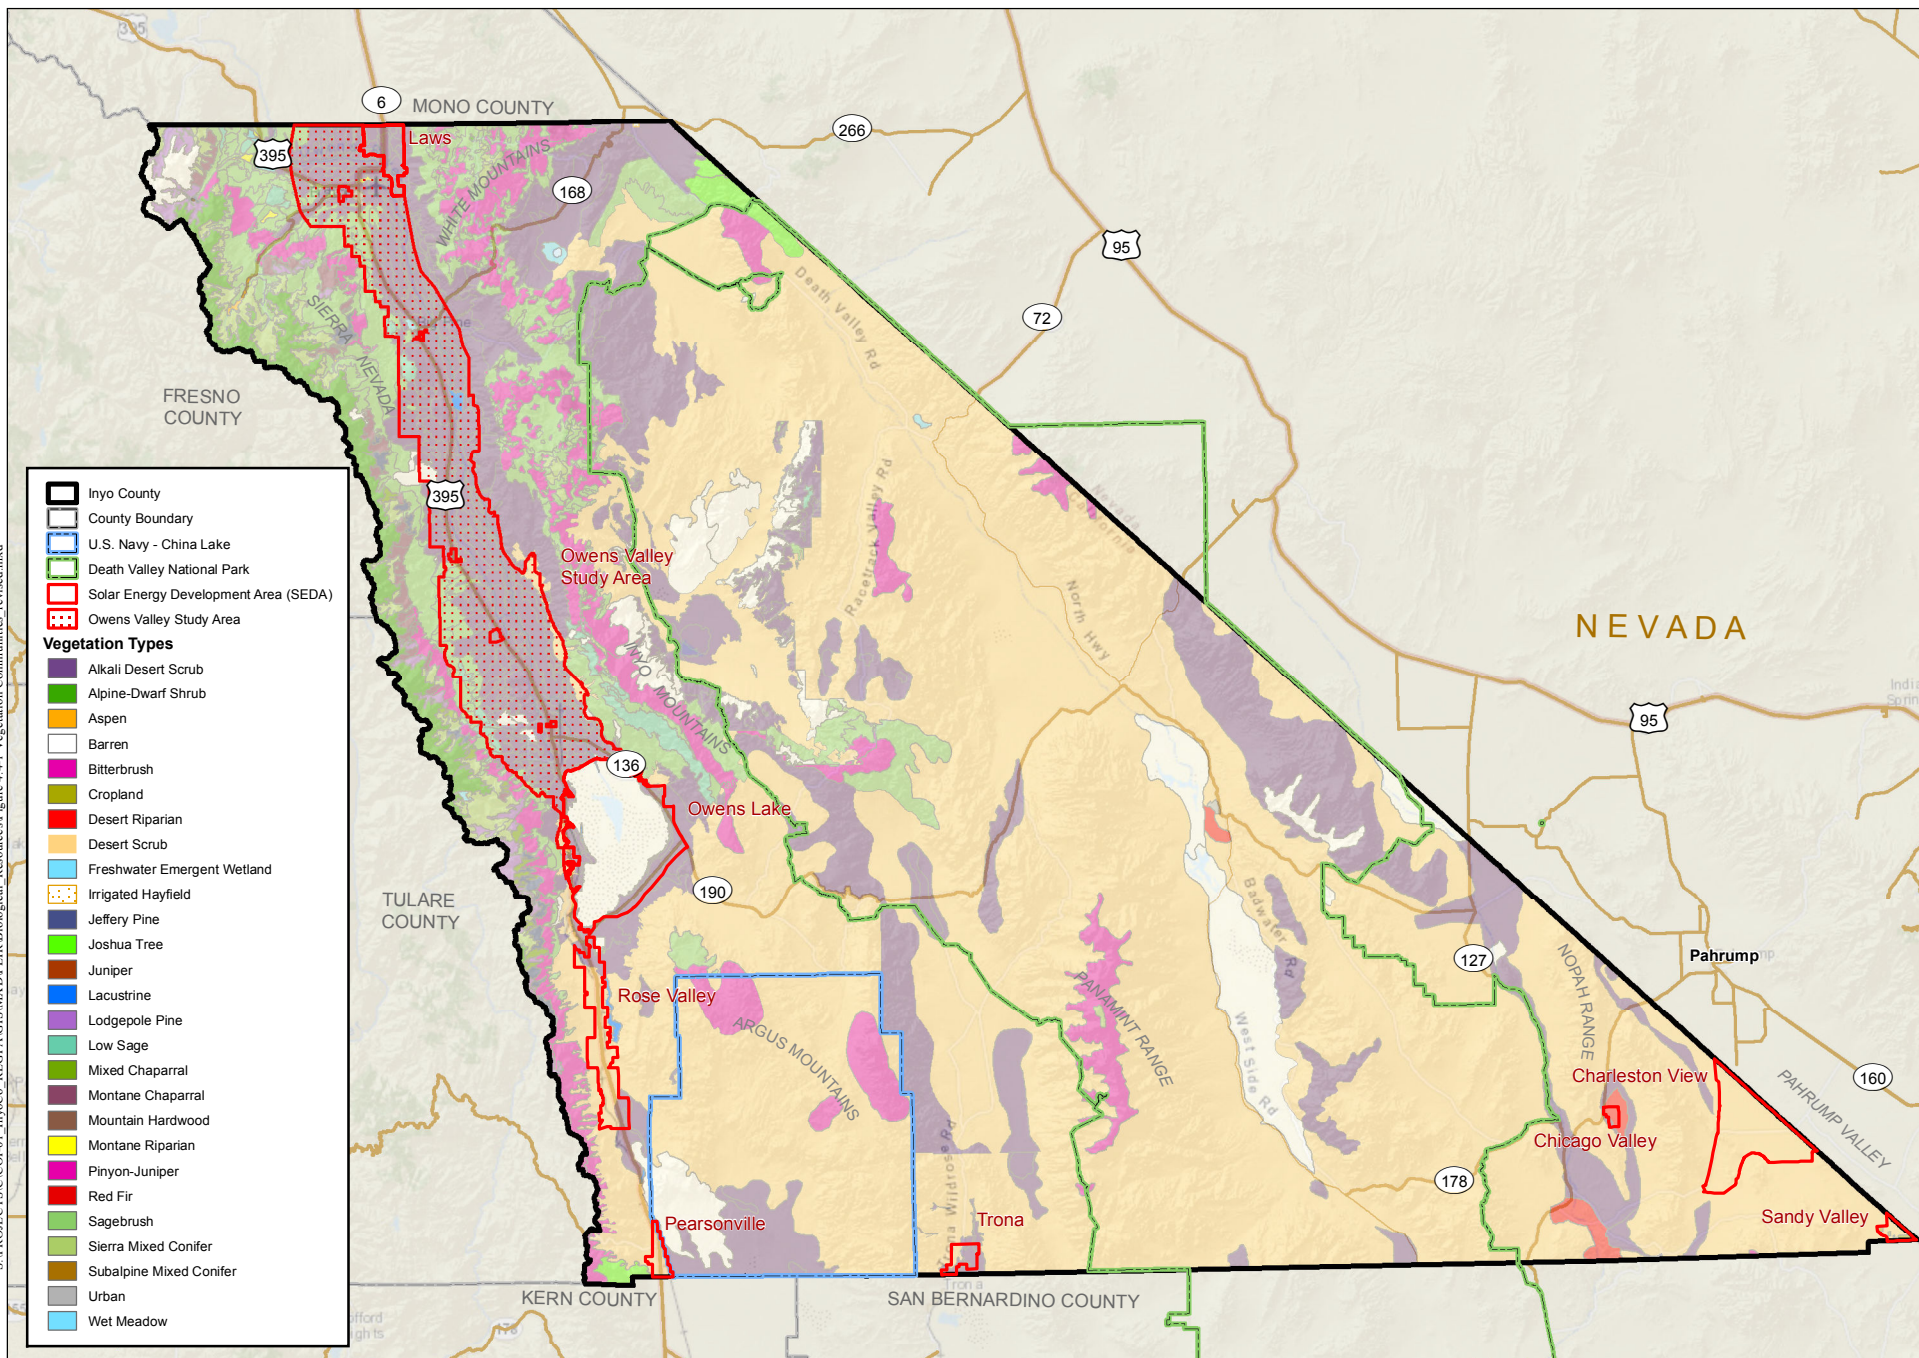 395
6
MONO COUNTY
Laws
395
266
WHITE MOUNTAINS
168
95
Death Valley Rd
72
SIERRA NEVADA
FRESNO
COUNTY
395
Racetrack Valley Rd
Nevada
California
Owens Valley
Study Area
North Hwy
NEVADA
INYO MOUNTAINS
95
136
Owens Lake
TULARE
COUNTY
190
Badwater Rd
127
NOPAH RANGE
Pahrump
Rose Valley
ARGUS MOUNTAINS
PANAMINT RANGE
West Side Rd
Charleston View
160
PAHRUMP VALLEY
Chicago Valley
178
Pearsonville
Trona
Sandy Valley
Trona
KERN COUNTY
SAN BERNARDINO COUNTY
178
Inyo County
County Boundary
U.S. Navy - China Lake
Death Valley National Park
Solar Energy Development Area (SEDA)
Owens Valley Study Area
Vegetation Types
Alkali Desert Scrub
Alpine-Dwarf Shrub
Aspen
Barren
Bitterbrush
Cropland
Desert Riparian
Desert Scrub
Freshwater Emergent Wetland
Irrigated Hayfield
Jeffery Pine
Joshua Tree
Juniper
Lacustrine
Lodgepole Pine
Low Sage
Mixed Chaparral
Montane Chaparral
Mountain Hardwood
Montane Riparian
Pinyon-Juniper
Red Fir
Sagebrush
Sierra Mixed Conifer
Subalpine Mixed Conifer
Urban
Wet Meadow